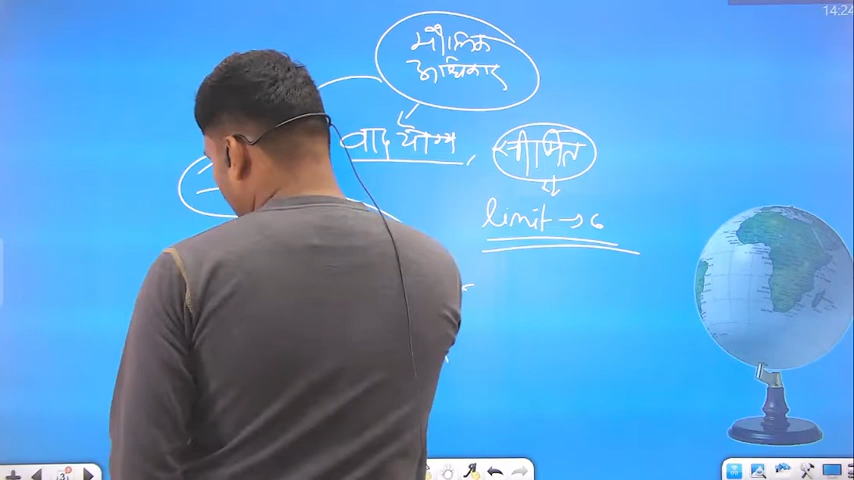 14:24
मौलिक
अधिकार
वाद योग्य, सीमित
limit → 6